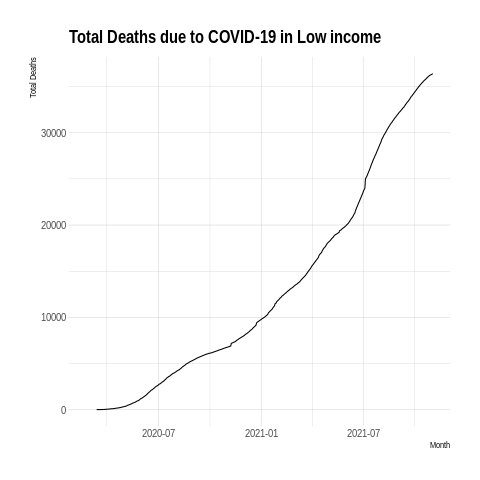 Total Deaths due to COVID-19 in Low income
Total Deaths
30000
20000
10000
0
2020-07 2021-01 2021-07
Month